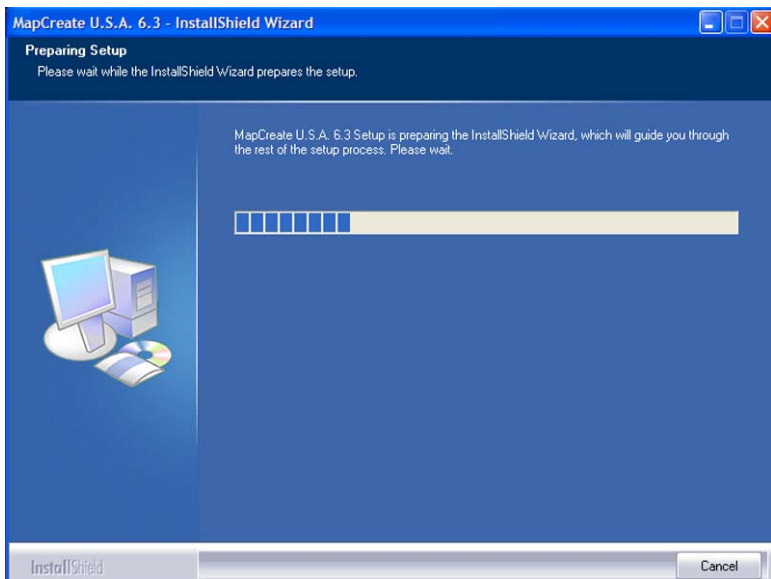 MapCreate U.S.A. 6.3 - InstallShield Wizard
Preparing Setup
Please wait while the InstallShield Wizard prepares the setup.
MapCreate U.S.A. 6.3 Setup is preparing the InstallShield Wizard, which will guide you through
the rest of the setup process. Please wait.
InstallShield
Cancel